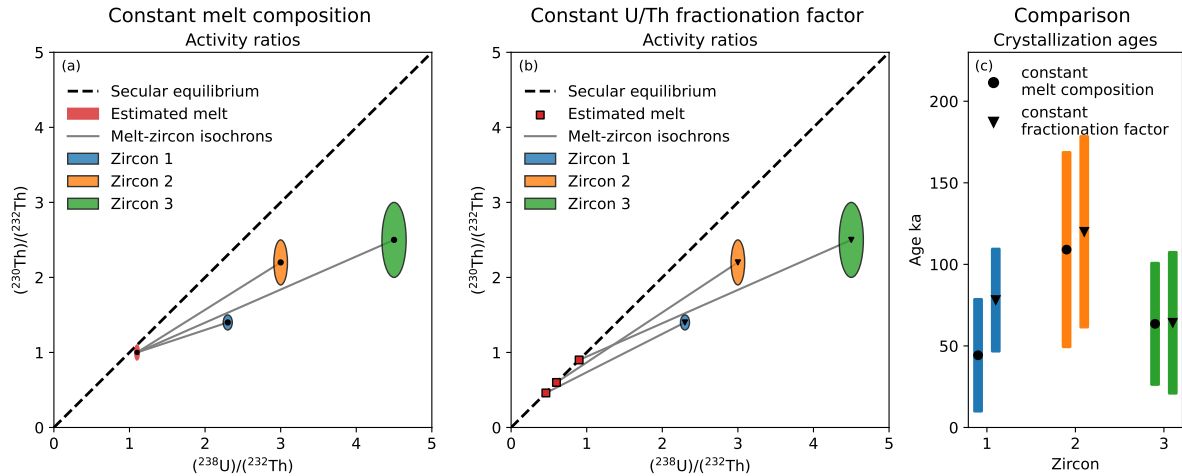 Constant melt composition
Activity ratios
(a)
Secular equilibrium
Estimated melt
Melt-zircon isochrons
Zircon 1
Zircon 2
Zircon 3
(²³⁰Th)/(²³²Th)
5
4
3
2
1
0
0 1 2 3 4 5
(²³⁸U)/(²³²Th)
Constant U/Th fractionation factor
Activity ratios
(b)
Secular equilibrium
Estimated melt
Melt-zircon isochrons
Zircon 1
Zircon 2
Zircon 3
(²³⁰Th)/(²³²Th)
5
4
3
2
1
0
0 1 2 3 4 5
(²³⁸U)/(²³²Th)
Comparison
Crystallization ages
(c)
constant
melt composition
constant
fractionation factor
Age ka
200
150
100
50
0
1 2 3
Zircon